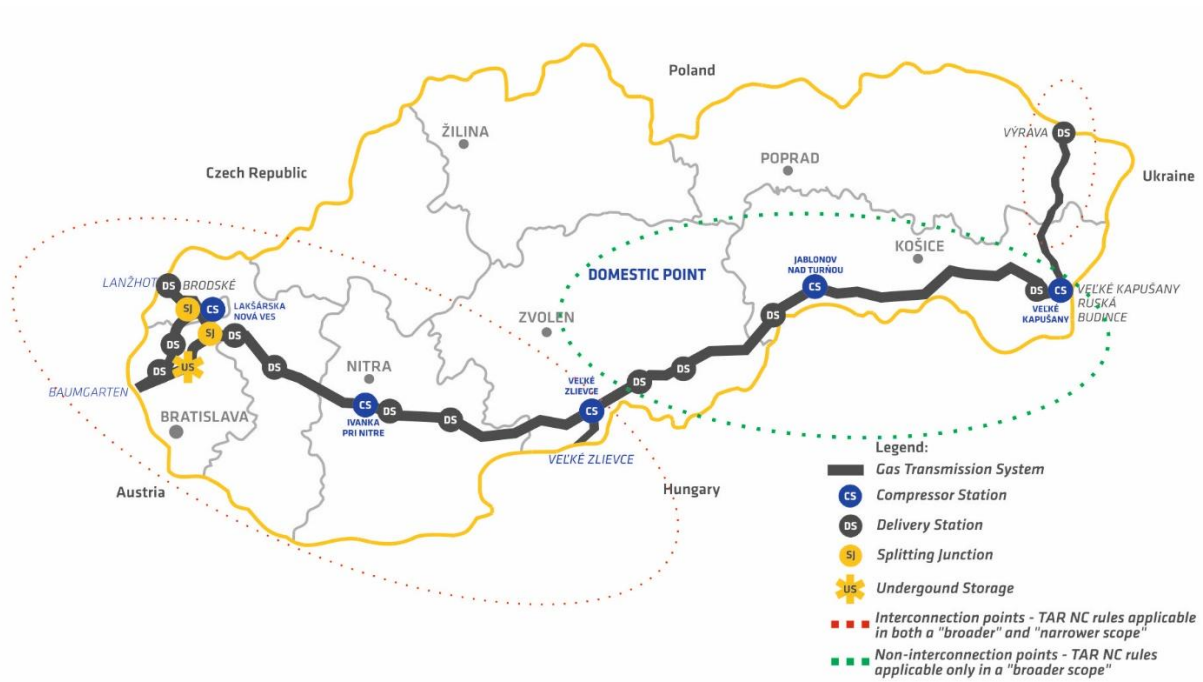 Poland
ŽILINA
VÝRAVA
DS
POPRAD
Czech Republic
Ukraine
KOŠICE
LANŽHOT
DS
BRODSKÉ
SJ
CS
LAKŠÁRSKA
NOVÁ VES
DOMESTIC POINT
JABLONOV
NAD TURŇOU
CS
DS
CS
VEĽKÉ
KAPUŠANY
VEĽKÉ KAPUŠANY
RUSKÁ
BUDINCE
SJ
DS
DS
ZVOLEN
DS
DS
US
DS
NITRA
BAUMGARTEN
BRATISLAVA
CS
IVANKA
PRI NITRE
DS
DS
VEĽKÉ
ZLIEVGE
CS
DS
DS
VEĽKÉ ZLIEVCE
Austria
Hungary
Legend:
Gas Transmission System
CS
Compressor Station
DS
Delivery Station
SJ
Splitting Junction
US
Undergound Storage
Interconnection points - TAR NC rules applicable
in both a "broader" and "narrower scope"
Non-interconnection points - TAR NC rules
applicable only in a "broader scope"